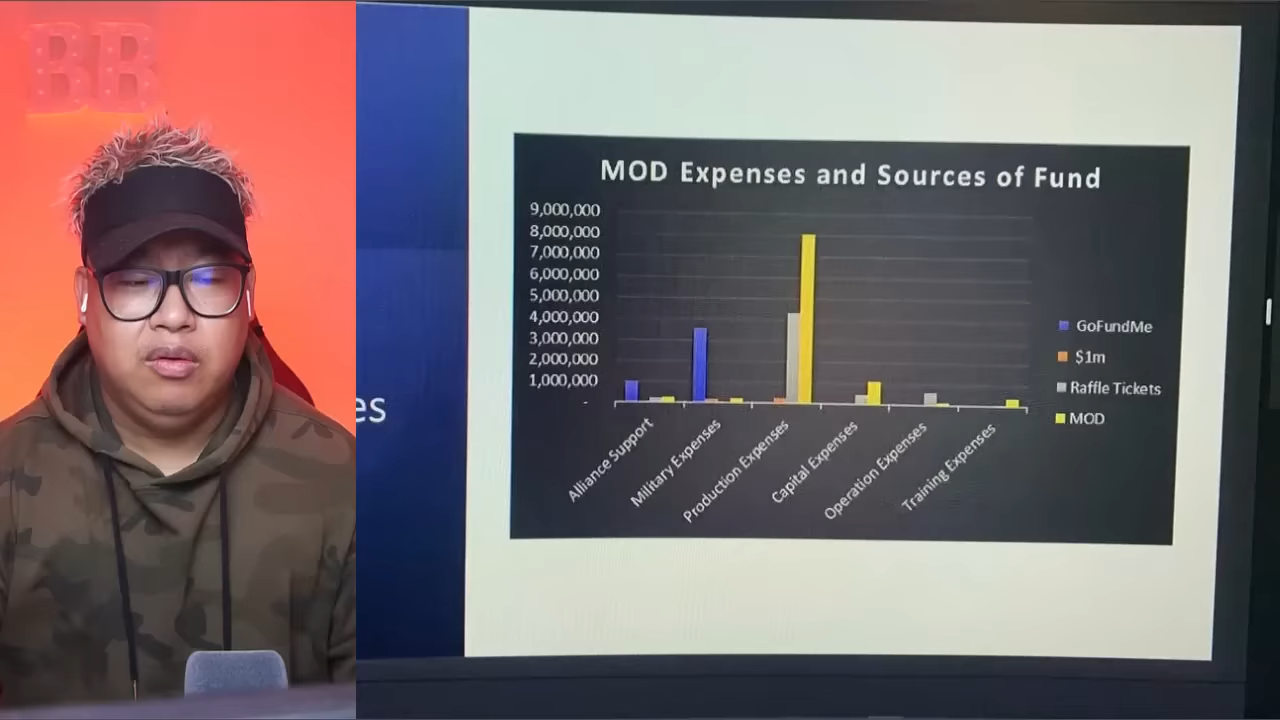 BB
es
MOD Expenses and Sources of Fund
9,000,000
8,000,000
7,000,000
6,000,000
5,000,000
4,000,000
3,000,000
2,000,000
1,000,000
-
Alliance Support
Military Expenses
Production Expenses
Capital Expenses
Operation Expenses
Training Expenses
GoFundMe
$1m
Raffle Tickets
MOD